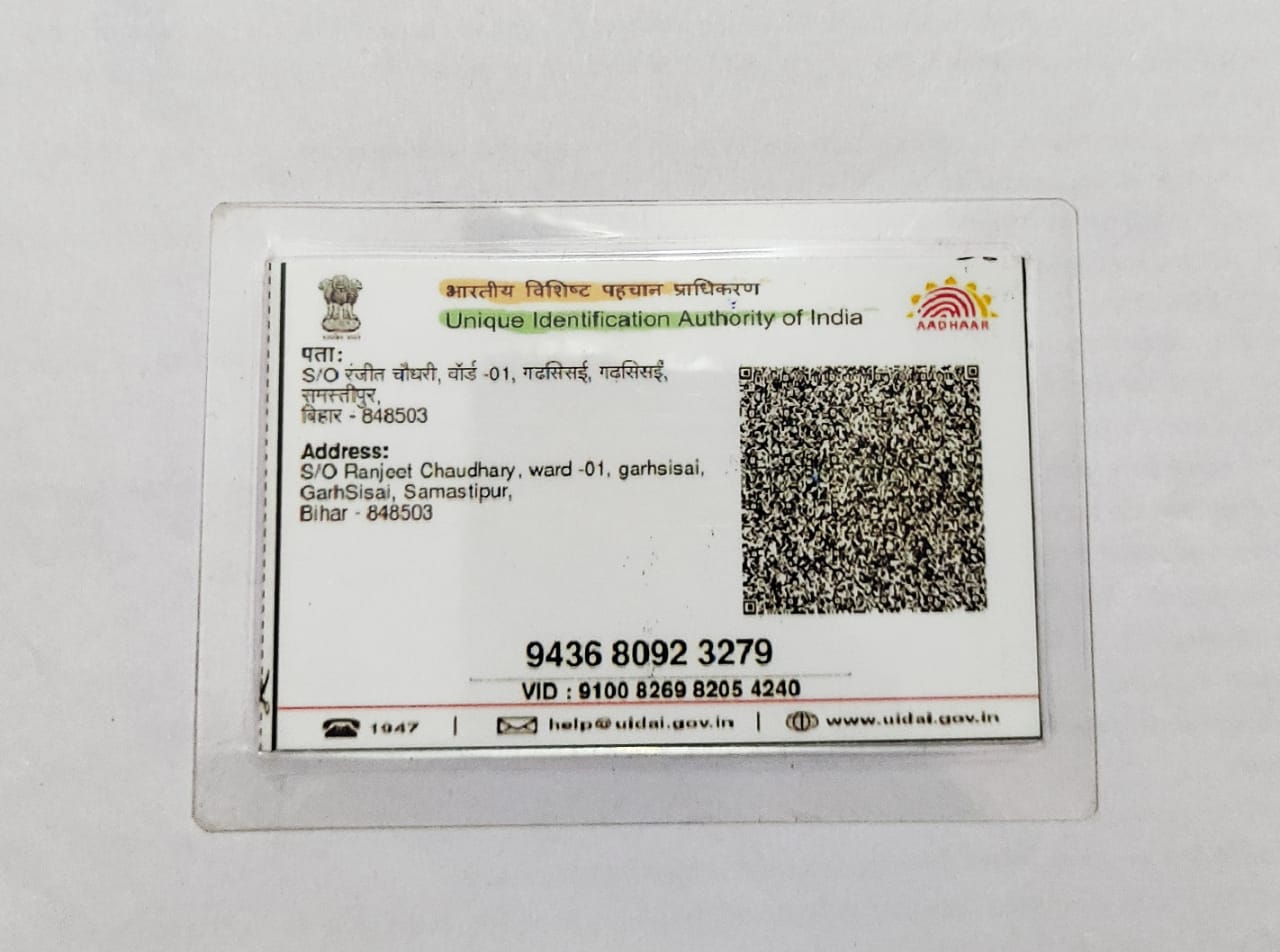 भारतीय विशिष्ट पहचान प्राधिकरण
Unique Identification Authority of India
AADHAAR
पता:
S/O रंजीत चौधरी, वॉर्ड -01, गढसिसई, गढ़सिसई,
समस्तीपुर,
बिहार - 848503
Address:
S/O Ranjeet Chaudhary, ward -01, garhsisai,
GarhSisai, Samastipur,
Bihar - 848503
9436 8092 3279
VID : 9100 8269 8205 4240
1947 | help@uidai.gov.in | www.uidai.gov.in